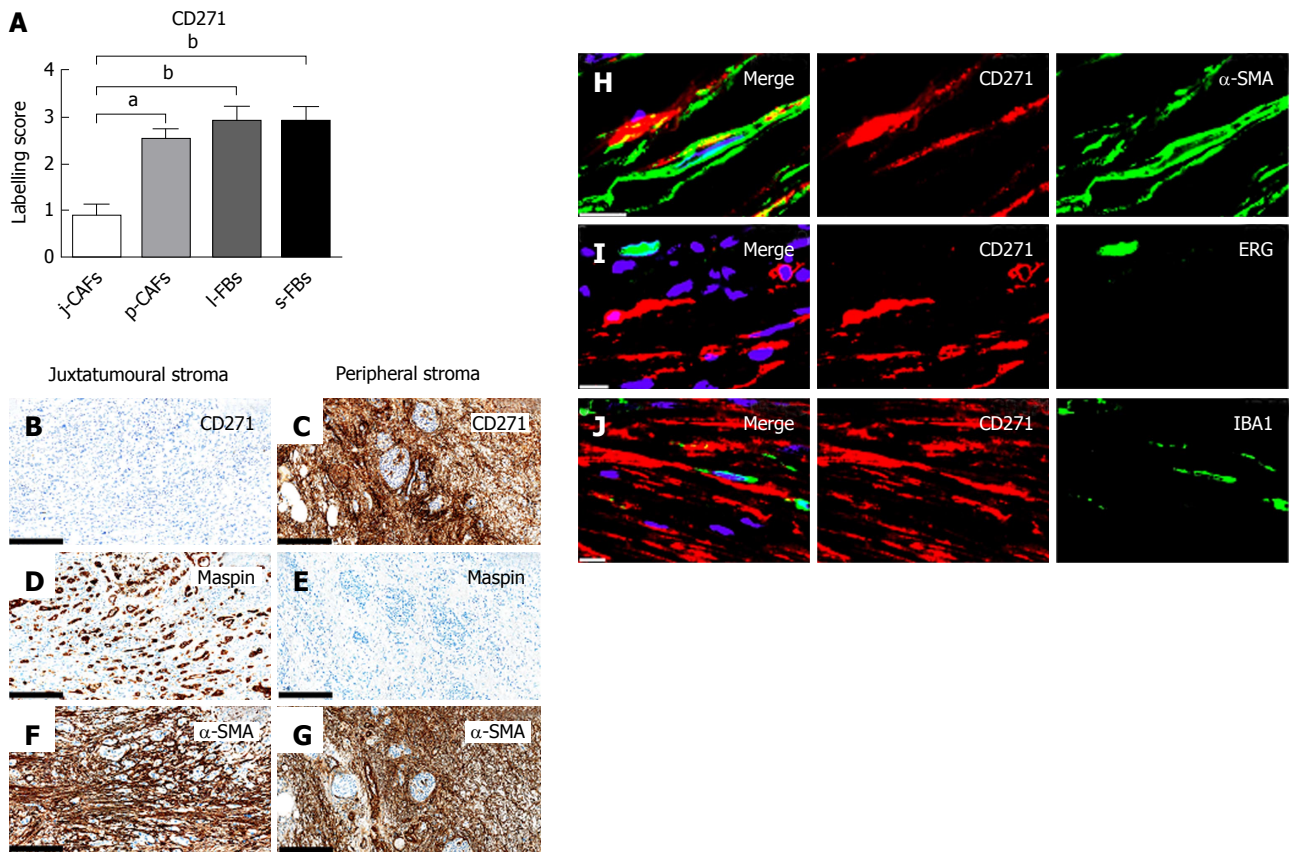 A
CD271
b
b
a
4
3
2
1
0
Labelling score
j-CAFs
p-CAFs
l-FBs
s-FBs
Juxtatumoural stroma
Peripheral stroma
B
CD271
C
CD271
D
Maspin
E
Maspin
F
α-SMA
G
α-SMA
H
Merge
CD271
α-SMA
I
Merge
CD271
ERG
J
Merge
CD271
IBA1